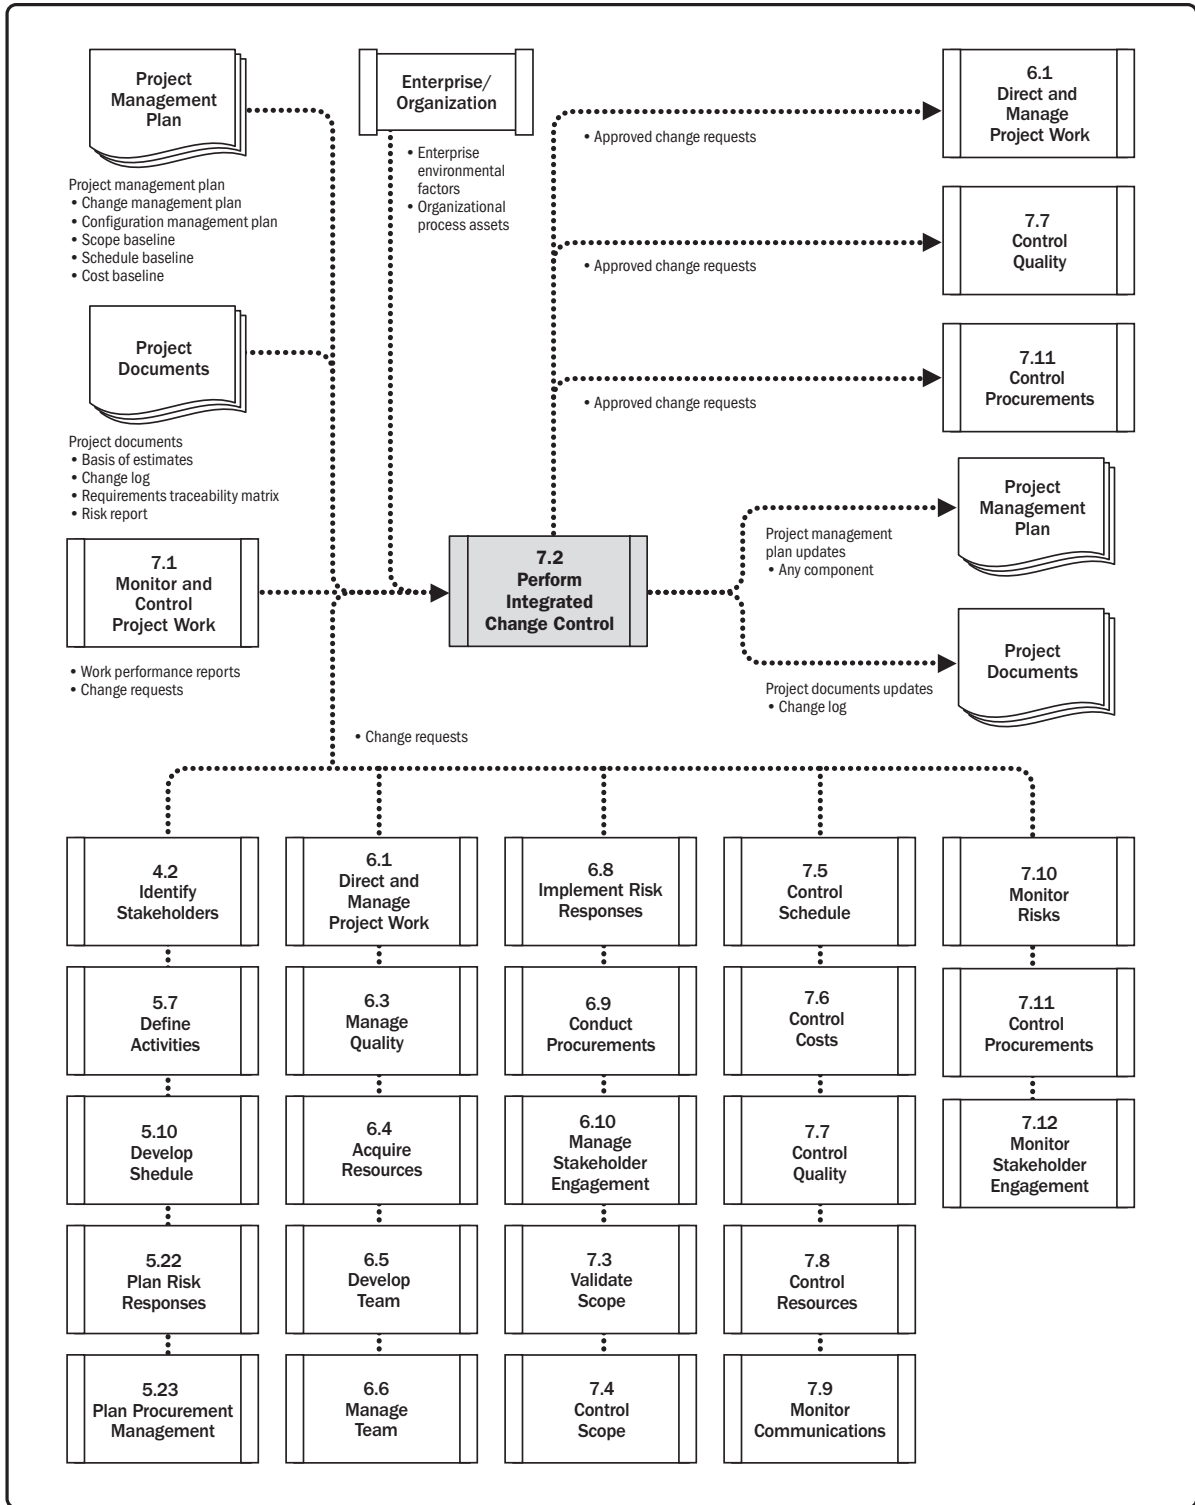 Project
Management
Plan
Project management plan
• Change management plan
• Configuration management plan
• Scope baseline
• Schedule baseline
• Cost baseline
Enterprise/
Organization
• Enterprise
environmental
factors
• Organizational
process assets
• Approved change requests
6.1
Direct and
Manage
Project Work
• Approved change requests
7.7
Control
Quality
• Approved change requests
7.11
Control
Procurements
Project
Documents
Project documents
• Basis of estimates
• Change log
• Requirements traceability matrix
• Risk report
7.1
Monitor and
Control
Project Work
• Work performance reports
• Change requests
7.2
Perform
Integrated
Change Control
Project management
plan updates
• Any component
Project
Management
Plan
Project documents updates
• Change log
Project
Documents
• Change requests
4.2
Identify
Stakeholders
5.7
Define
Activities
5.10
Develop
Shedule
5.22
Plan Risk
Responses
5.23
Plan Procurement
Management
6.1
Direct and
Manage
Project Work
6.3
Manage
Quality
6.4
Acquire
Resources
6.5
Develop
Team
6.6
Manage
Team
6.8
Implement Risk
Responses
6.9
Conduct
Procurements
6.10
Manage
Stakeholder
Engagement
7.3
Validate
Scope
7.4
Control
Scope
7.5
Control
Schedule
7.6
Control
Costs
7.7
Control
Quality
7.8
Control
Resources
7.9
Monitor
Communications
7.10
Monitor
Risks
7.11
Control
Procurements
7.12
Monitor
Stakeholder
Engagement